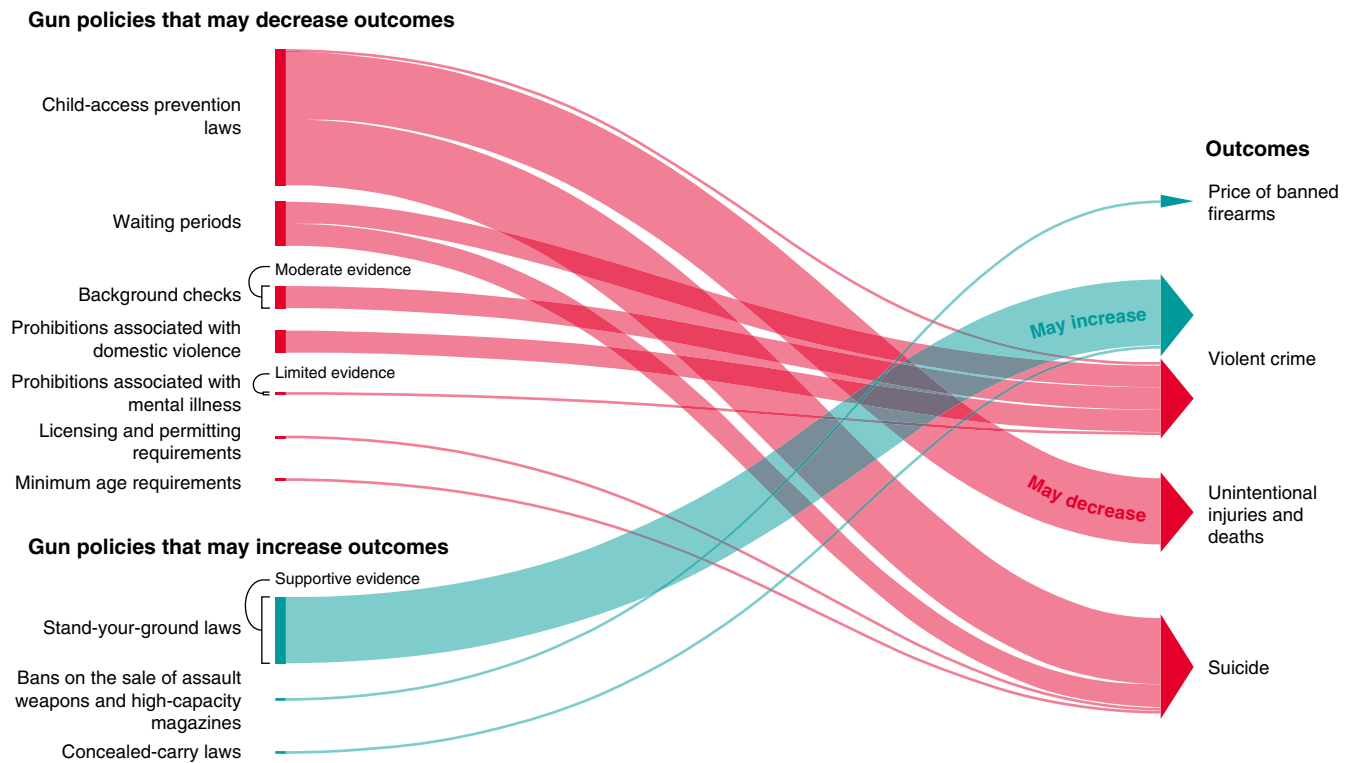 Gun policies that may decrease outcomes
Child-access prevention
laws
Waiting periods
Moderate evidence
Background checks
Prohibitions associated with
domestic violence
Limited evidence
Prohibitions associated with
mental illness
Licensing and permitting
requirements
Minimum age requirements
Gun policies that may increase outcomes
Supportive evidence
Stand-your-ground laws
Bans on the sale of assault
weapons and high-capacity
magazines
Concealed-carry laws
May increase
May decrease
Outcomes
Price of banned
firearms
Violent crime
Unintentional
injuries and
deaths
Suicide